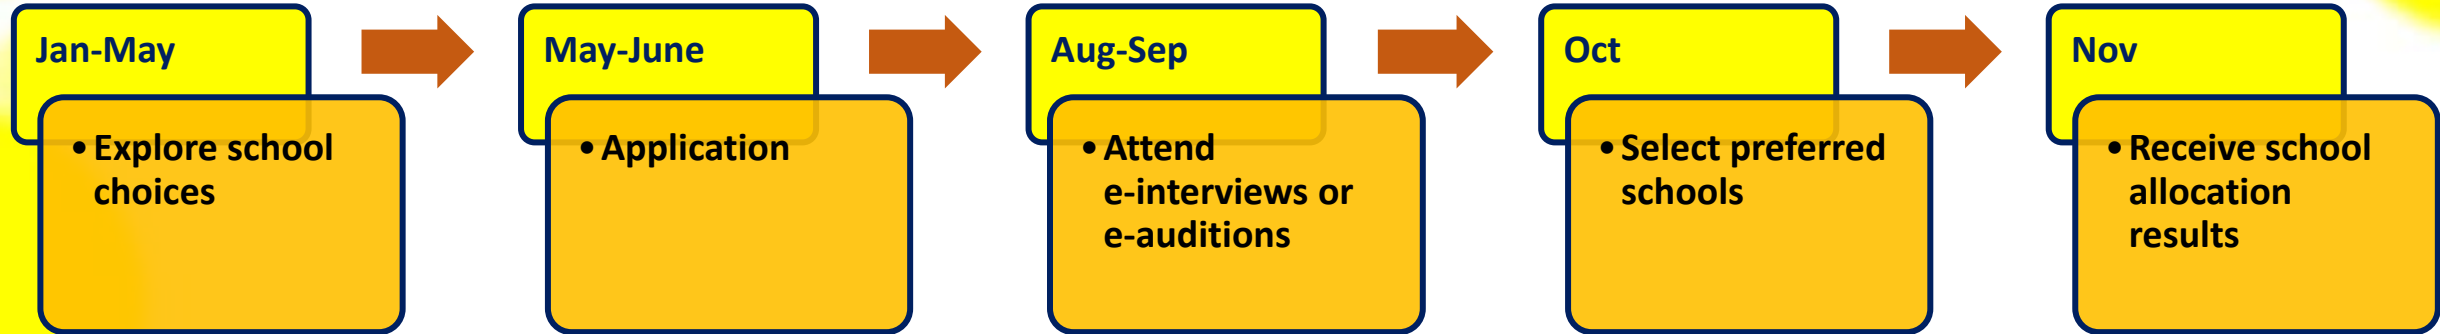 Jan-May
• Explore school
choices
May-June
• Application
Aug-Sep
• Attend
e-interviews or
e-auditions
Oct
• Select preferred
schools
Nov
• Receive school
allocation
results